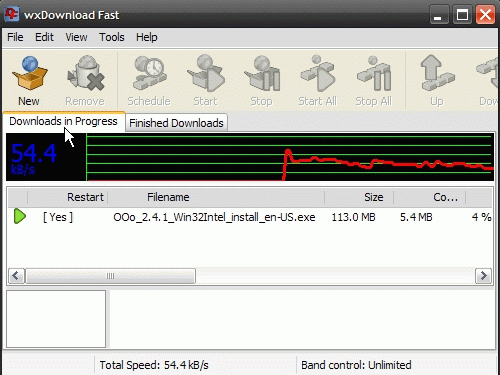 wxDownload Fast
File Edit View Tools Help
New Remove Schedule Start Stop Start All Stop All Up
Downloads in Progress Finished Downloads
54.4
kB/s
Restart Filename Size Co...
[ Yes ] OOo_2.4.1_Win32Intel_install_en-US.exe 113.0 MB 5.4 MB 4 %
Total Speed: 54.4 kB/s Band control: Unlimited